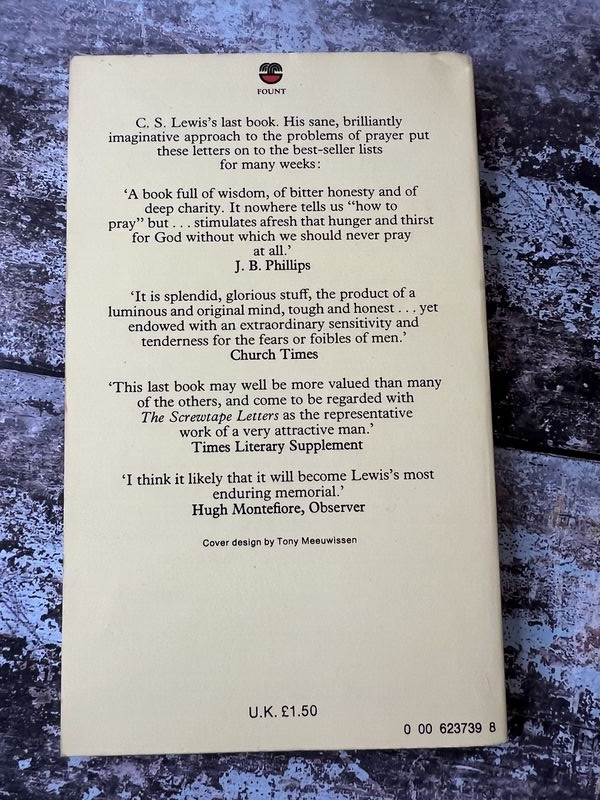 FOUNT
C. S. Lewis's last book. His sane, brilliantly
imaginative approach to the problems of prayer put
these letters on to the best-seller lists
for many weeks:
‘A book full of wisdom, of bitter honesty and of
deep charity. It nowhere tells us “how to
pray” but . . . stimulates afresh that hunger and thirst
for God without which we should never pray
at all.’
J. B. Phillips
‘It is splendid, glorious stuff, the product of a
luminous and original mind, tough and honest . . . yet
endowed with an extraordinary sensitivity and
tenderness for the fears or foibles of men.’
Church Times
‘This last book may well be more valued than many
of the others, and come to be regarded with
The Screwtape Letters as the representative
work of a very attractive man.’
Times Literary Supplement
‘I think it likely that it will become Lewis's most
enduring memorial.’
Hugh Montefiore, Observer
Cover design by Tony Meeuwissen
U.K. £1.50
0 00 623739 8